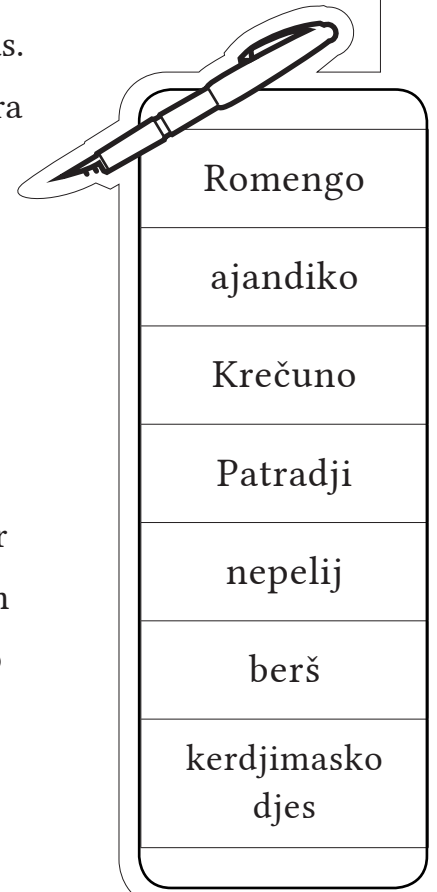 Romengo
ajandiko
Krečuno
Patradji
nepelij
berš
kerdjimasko
djes